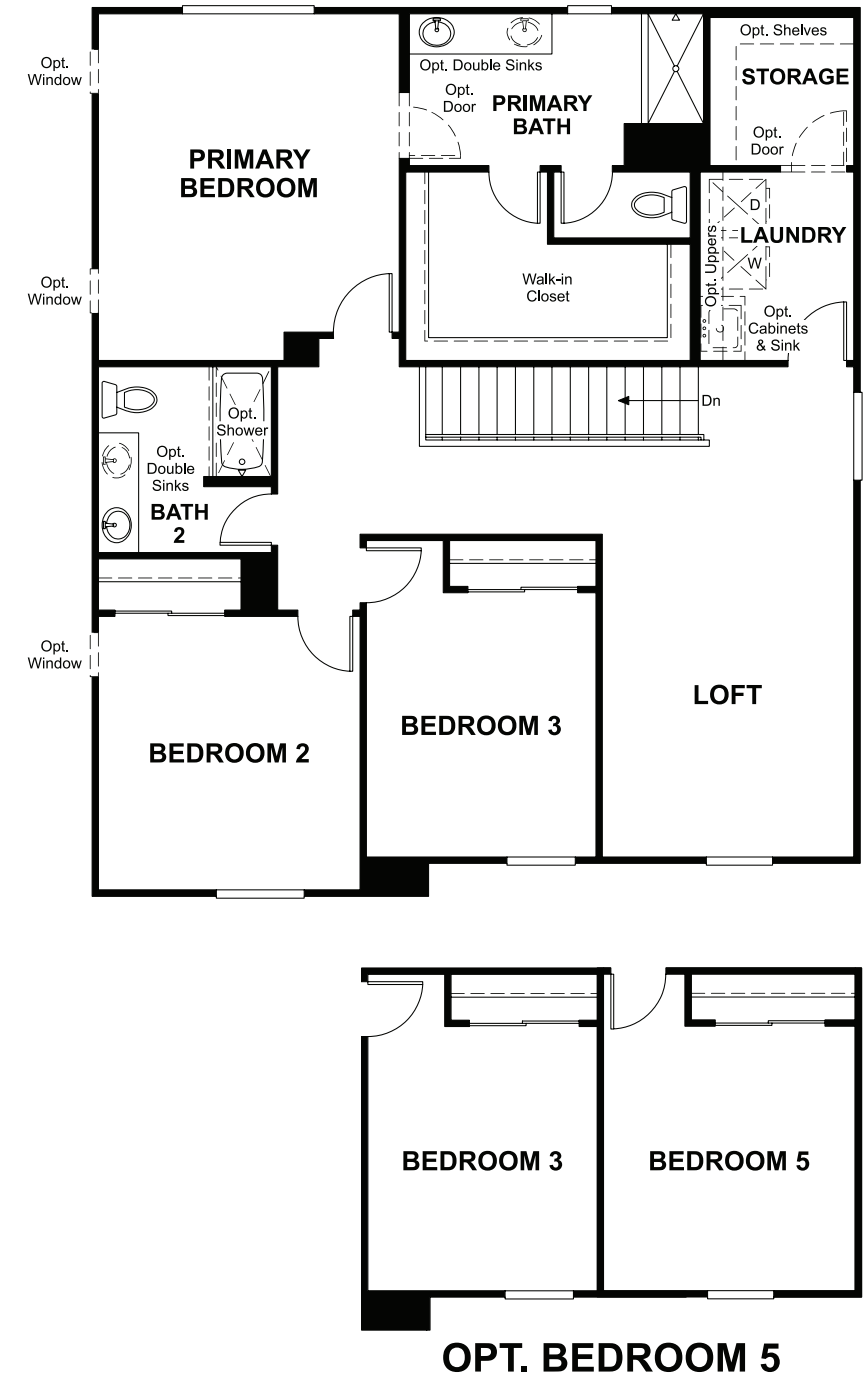 Opt.
Window
PRIMARY
BEDROOM
Opt.
Window
Opt. Double Sinks
Opt.
Door
PRIMARY
BATH
Opt. Shelves
STORAGE
Opt.
Door
D
LAUNDRY
W
Opt. Uppers
Opt.
Cabinets
& Sink
Walk-in
Closet
Dn
Opt.
Shower
Opt.
Double
Sinks
BATH
2
Opt.
Window
BEDROOM 2
BEDROOM 3
LOFT
BEDROOM 3
BEDROOM 5
OPT. BEDROOM 5